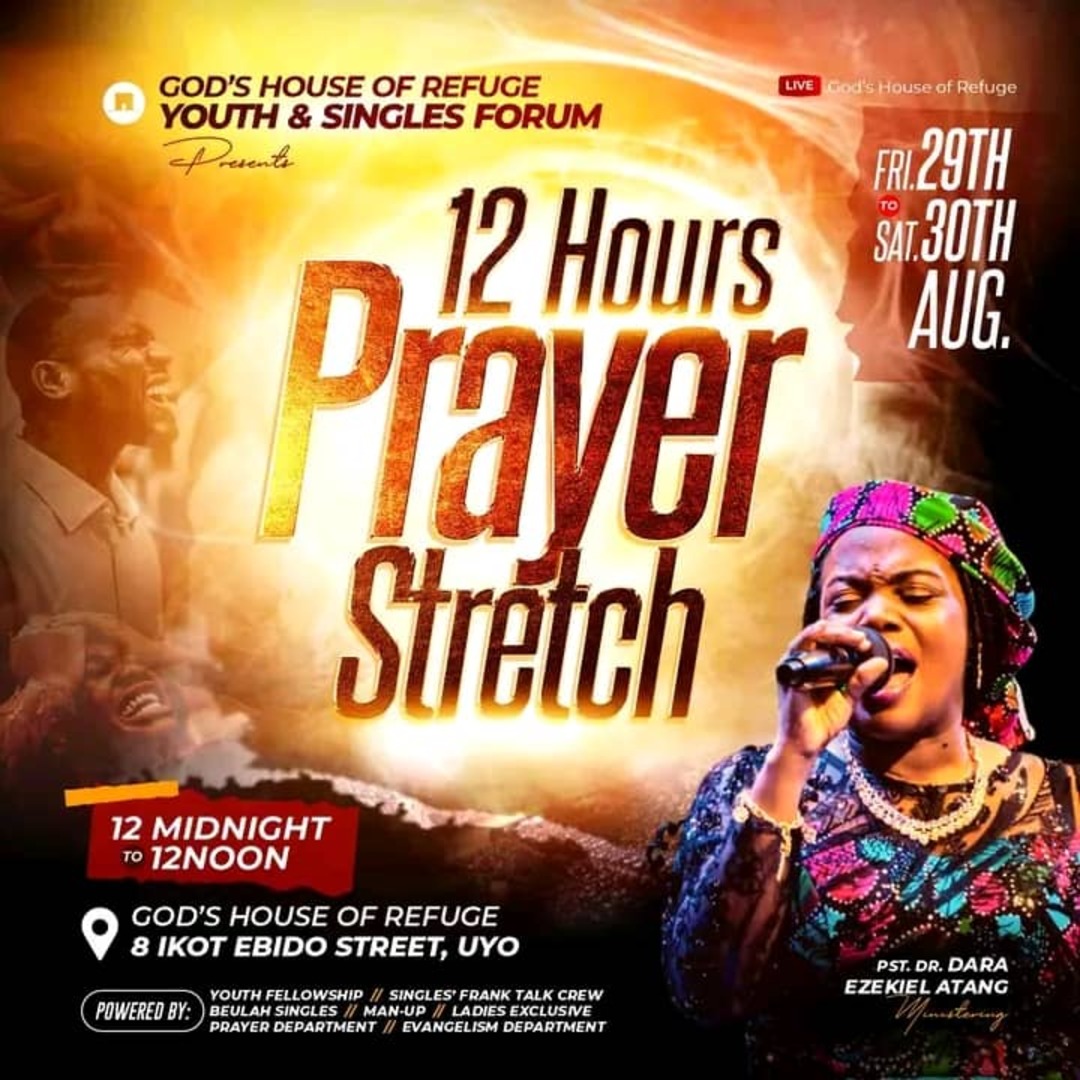 GOD'S HOUSE OF REFUGE
YOUTH & SINGLES FORUM
Presents
LIVE God's House of Refuge
FRI. 29TH
TO
SAT. 30TH
AUG.
12 Hours
Prayer
Stretch
12 MIDNIGHT
TO 12NOON
GOD'S HOUSE OF REFUGE
8 IKOT EBIDO STREET, UYO
POWERED BY:
YOUTH FELLOWSHIP // SINGLES' FRANK TALK CREW
BEULAH SINGLES // MAN-UP // LADIES EXCLUSIVE
PRAYER DEPARTMENT // EVANGELISM DEPARTMENT
PST. DR. DARA
EZEKIEL ATANG
Ministering